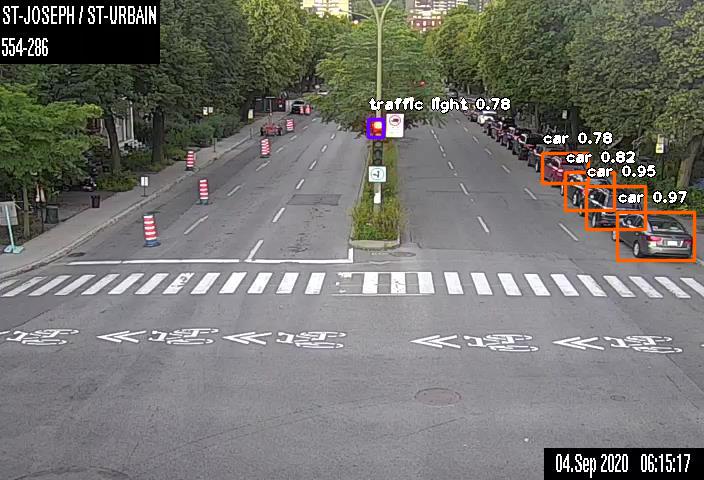 ST-JOSEPH / ST-URBAIN
554-286
traffic light 0.78
car 0.78
car 0.82
car 0.95
car 0.97
04.Sep 2020 06:15:17